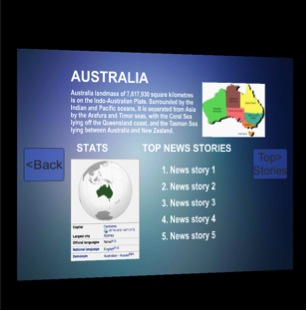 AUSTRALIA
Australia landmass of 7,617,930 square kilometres
is on the Indo-Australian Plate. Surrounded by the
Indian and Pacific oceans, it is separated from Asia
by the Arafura and Timor seas, with the Coral Sea
lying off the Queensland coast, and the Tasman Sea
lying between Australia and New Zealand.
STATS
TOP NEWS STORIES
<Back
Top>
Stories
1. News story 1
2. News story 2
3. News story 3
4. News story 4
5. News story 5
Capital Canberra
Largest city Sydney
Official languages
National language English
Demonym Australian